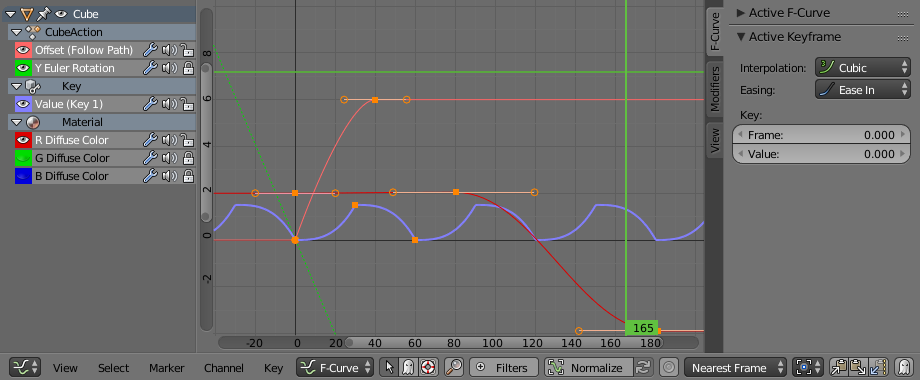 Cube
CubeAction
Offset (Follow Path)
Y Euler Rotation
Key
Value (Key 1)
Material
R Diffuse Color
G Diffuse Color
B Diffuse Color
8
6
4
2
0
-2
-20 0 20 40 60 80 100 120 140 160 180
165
F-Curve
Modifiers
View
Active F-Curve
Active Keyframe
Interpolation: Cubic
Easing: Ease In
Key:
Frame: 0.000
Value: 0.000
View Select Marker Channel Key F-Curve Filters Normalize Nearest Frame